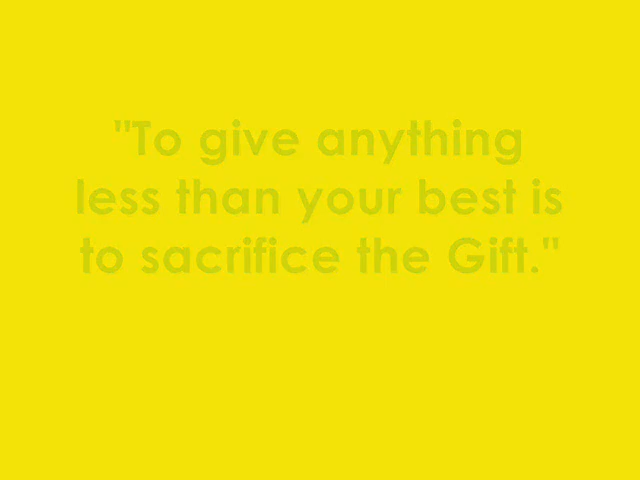 "To give anything
less than your best is
to sacrifice the Gift."